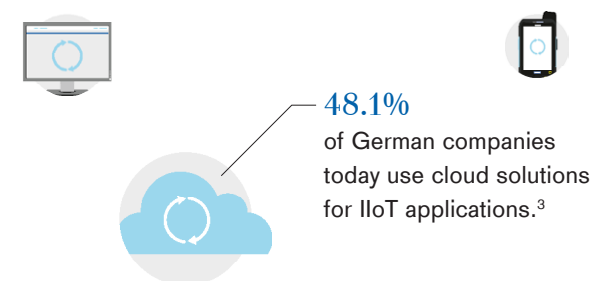 48.1%
of German companies
today use cloud solutions
for IIoT applications.³